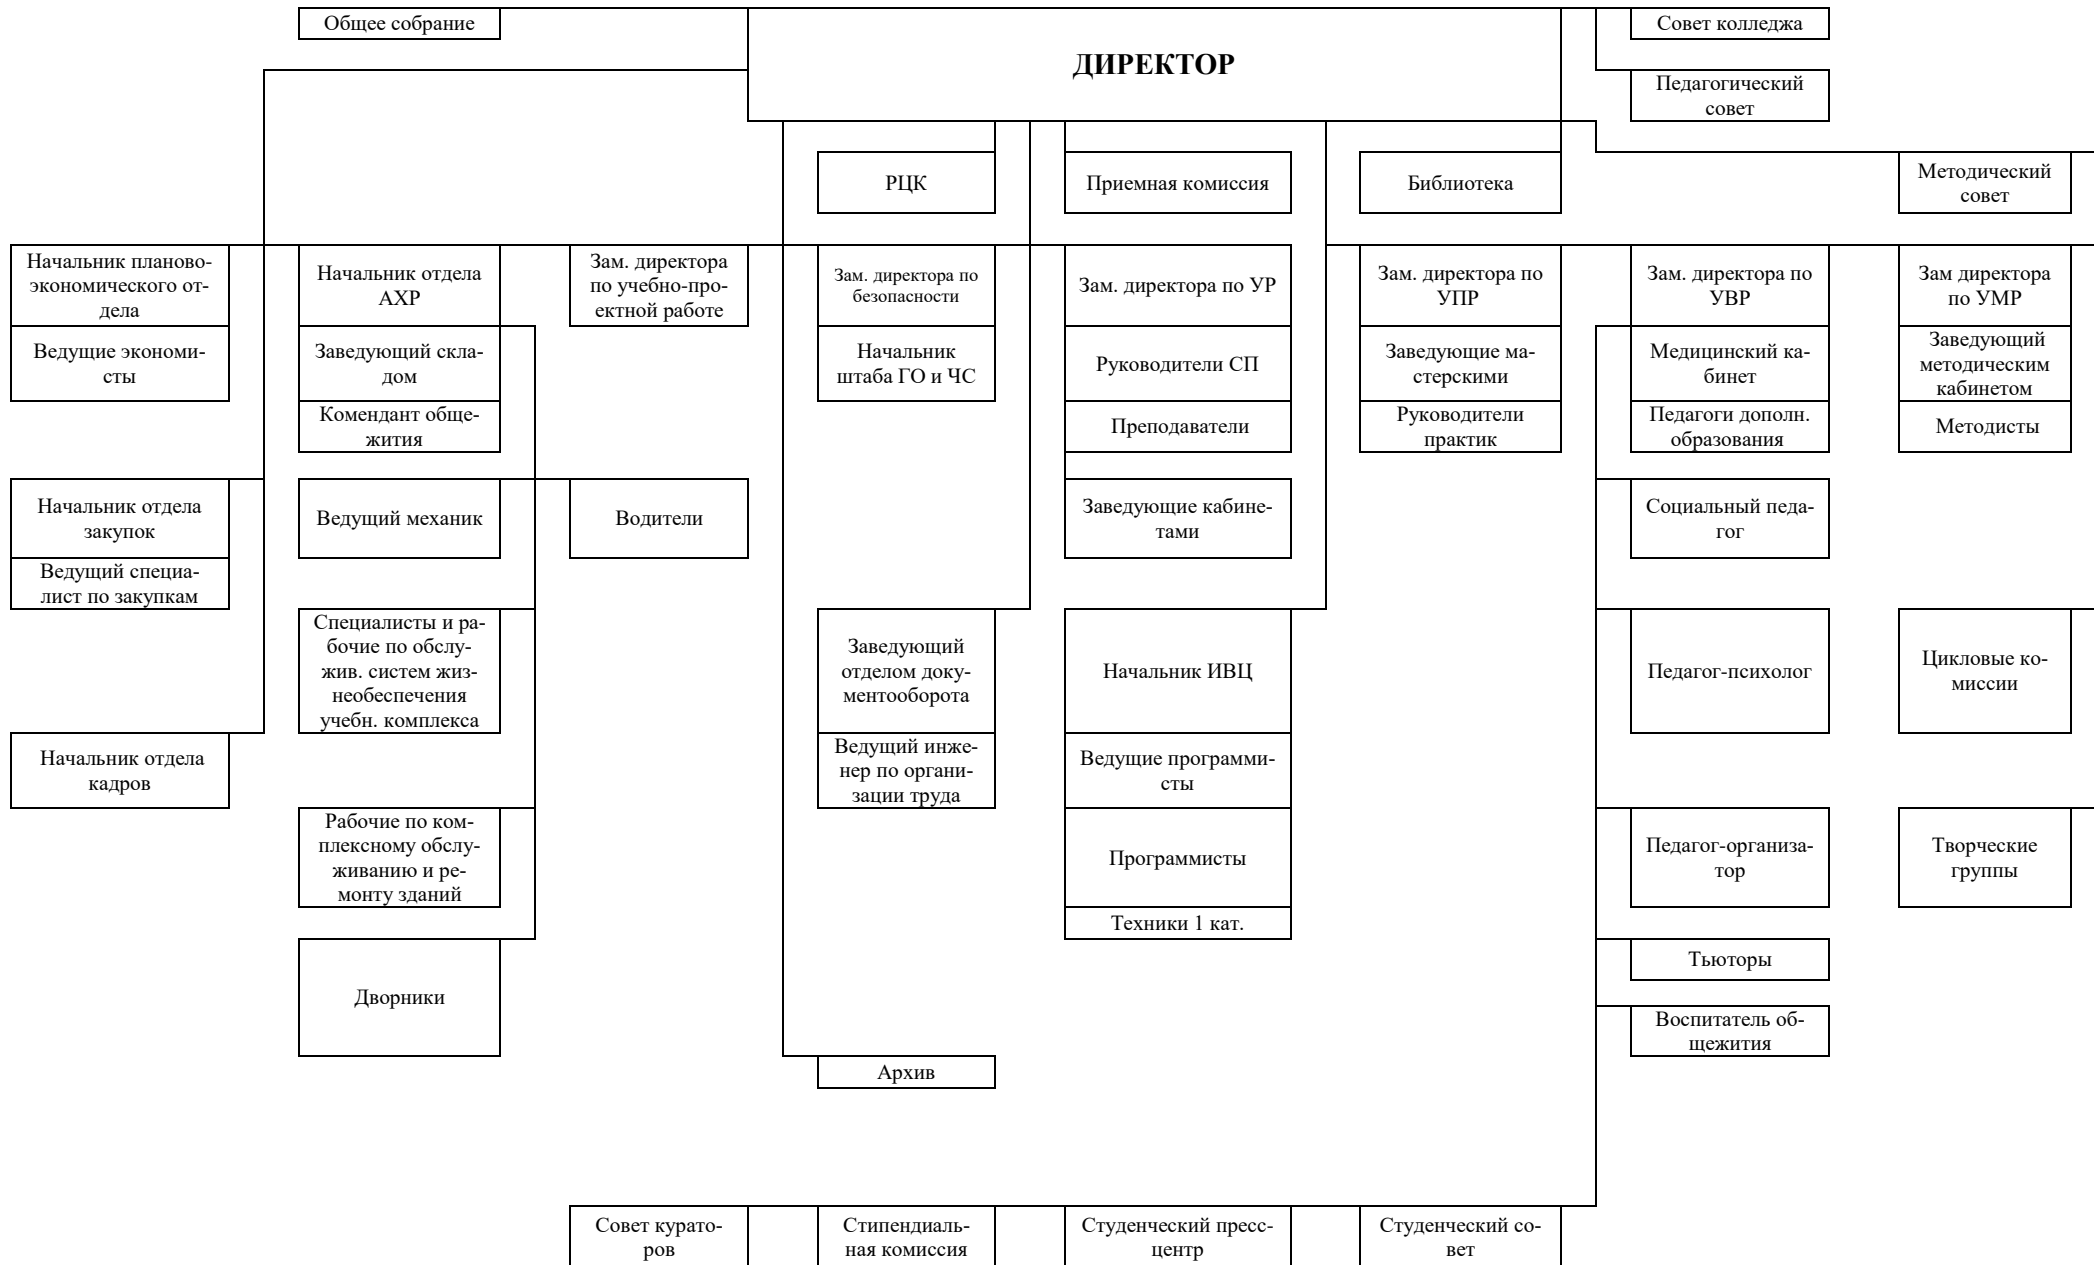 Общее собрание
ДИРЕКТОР
Совет колледжа
Педагогический
совет
РЦК
Приемная комиссия
Библиотека
Методический
совет
Начальник планово-
экономического от-
дела
Начальник отдела
АХР
Зам. директора
по учебно-про-
ектной работе
Зам. директора по
безопасности
Зам. директора по УР
Зам. директора по
УПР
Зам. директора по
УВР
Зам директора
по УМР
Ведущие экономи-
сты
Заведующий скла-
дом
Начальник
штаба ГО и ЧС
Руководители СП
Заведующие ма-
стерскими
Медицинский ка-
бинет
Заведующий
методическим
кабинетом
Комендант обще-
жития
Преподаватели
Руководители
практик
Педагоги дополн.
образования
Методисты
Начальник отдела
закупок
Ведущий механик
Водители
Заведующие кабине-
тами
Социальный педа-
гог
Ведущий специа-
лист по закупкам
Специалисты и ра-
бочие по обслу-
жив. систем жиз-
необеспечения
учебн. комплекса
Заведующий
отделом доку-
ментооборота
Начальник ИВЦ
Педагог-психолог
Цикловые ко-
миссии
Начальник отдела
кадров
Ведущий инже-
нер по органи-
зации труда
Ведущие программи-
сты
Рабочие по ком-
плексному обслу-
живанию и ре-
монту зданий
Программисты
Педагог-организа-
тор
Творческие
группы
Техники 1 кат.
Дворники
Тьюторы
Воспитатель об-
щежития
Архив
Совет курато-
ров
Стипендиаль-
ная комиссия
Студенческий пресс-
центр
Студенческий со-
вет